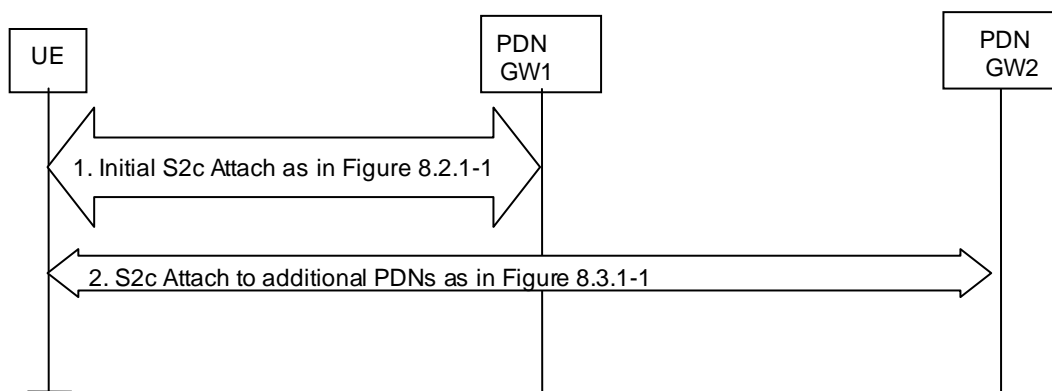 UE
PDN
GW1
PDN
GW2
1. Initial S2c Attach as in Figure 8.2.1-1
2. S2c Attach to additional PDNs as in Figure 8.3.1-1